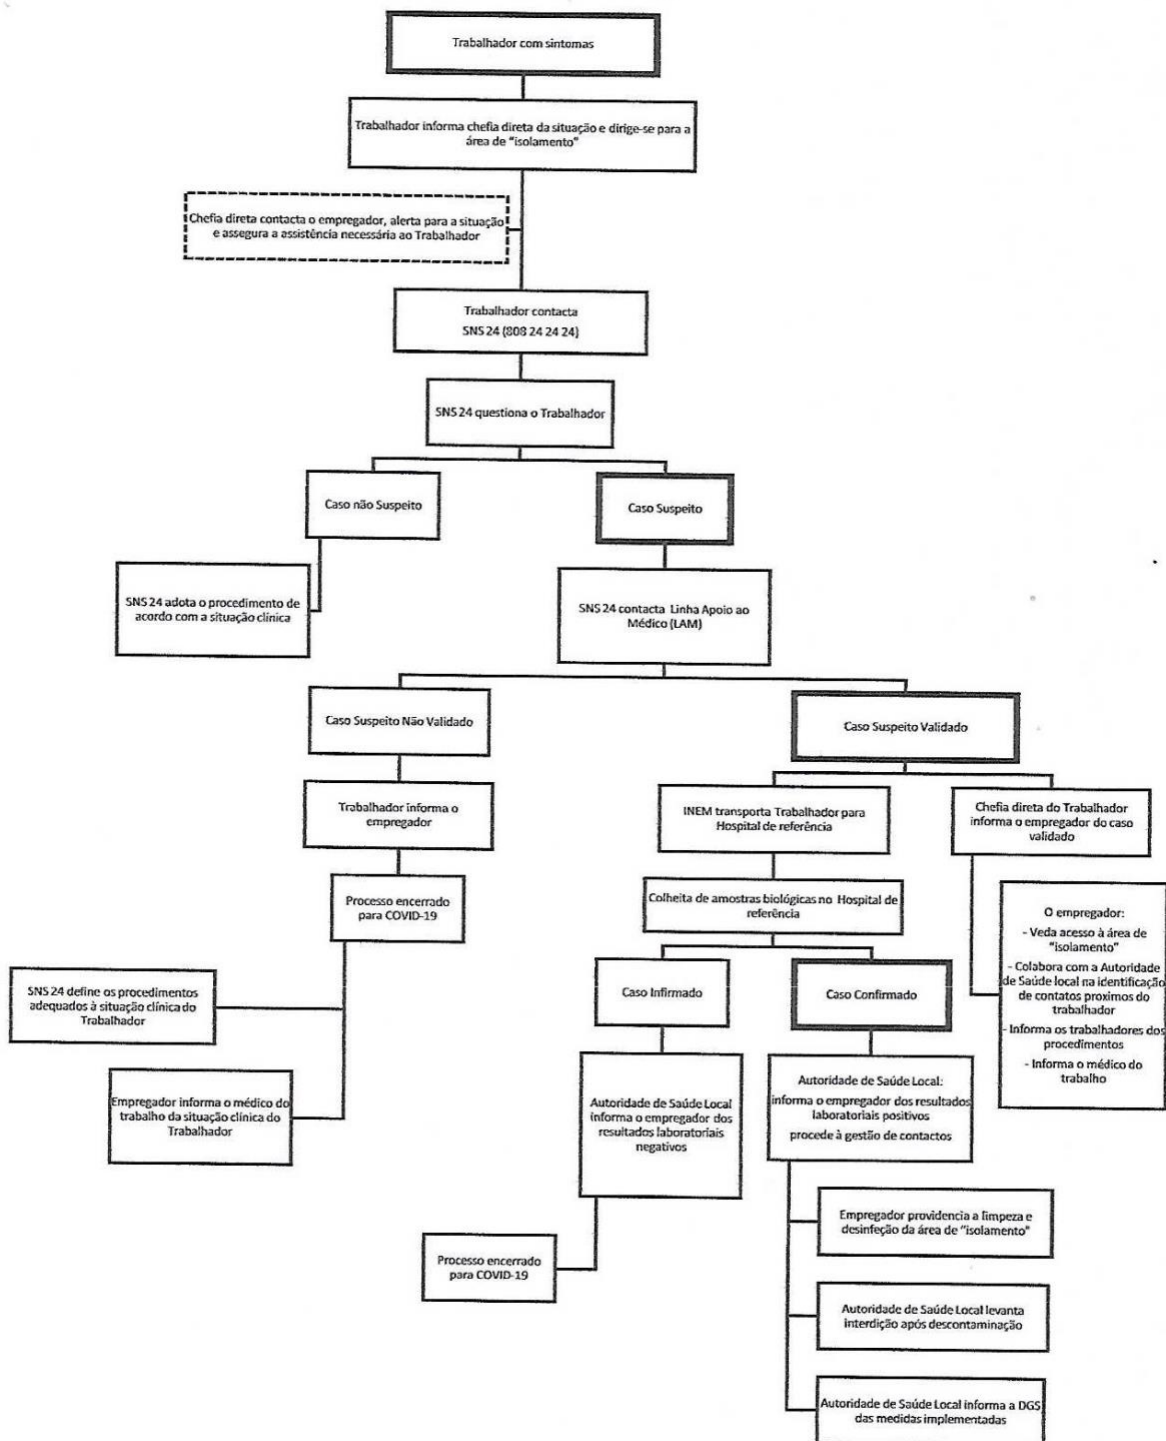 Trabalhador com sintomas
Trabalhador informa chefia direta da situação e dirige-se para a
área de “isolamento”
Chefia direta contacta o empregador, alerta para a situação
e assegura a assistência necessária ao Trabalhador
Trabalhador contacta
SNS 24 (808 24 24 24)
SNS 24 questiona o Trabalhador
Caso não Suspeito
Caso Suspeito
SNS 24 adota o procedimento de
acordo com a situação clínica
SNS 24 contacta Linha Apoio ao
Médico (LAM)
Caso Suspeito Não Validado
Caso Suspeito Validado
Trabalhador informa o
empregador
INEM transporta Trabalhador para
Hospital de referência
Chefia direta do Trabalhador
informa o empregador do caso
validado
Processo encerrado
para COVID-19
Colheita de amostras biológicas no Hospital de
referência
O empregador:
- Veda acesso à área de
“isolamento”
- Colabora com a Autoridade
de Saúde local na identificação
de contatos proximos do
trabalhador
- Informa os trabalhadores dos
procedimentos
- Informa o médico do
trabalho
SNS 24 define os procedimentos
adequados à situação clínica do
Trabalhador
Caso Infirmado
Caso Confirmado
Empregador informa o médico do
trabalho da situação clínica do
Trabalhador
Autoridade de Saúde Local
informa o empregador dos
resultados laboratoriais
negativos
Autoridade de Saúde Local:
informa o empregador dos resultados
laboratoriais positivos
procede à gestão de contactos
Processo encerrado
para COVID-19
Empregador providencia a limpeza e
desinfeção da área de “isolamento”
Autoridade de Saúde Local levanta
interdição após descontaminação
Autoridade de Saúde Local informa a DGS
das medidas implementadas